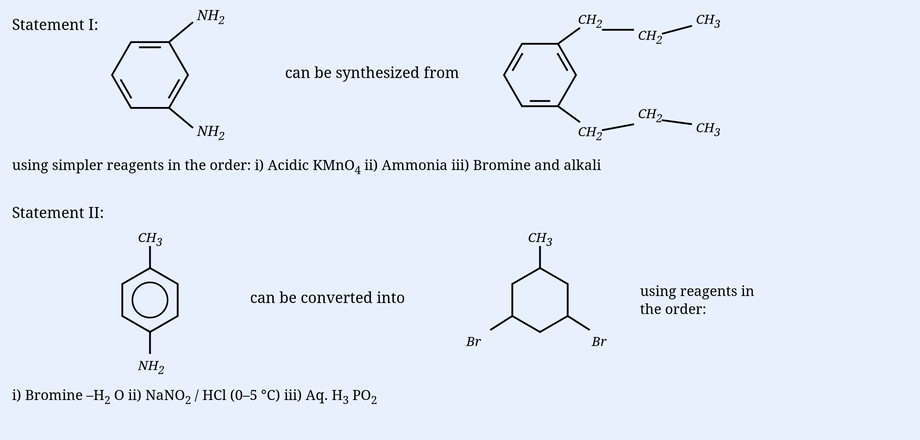 Statement I:
NH2
NH2
can be synthesized from
CH2
CH2
CH3
CH2
CH2
CH3
using simpler reagents in the order: i) Acidic KMnO4 ii) Ammonia iii) Bromine and alkali
Statement II:
CH3
NH2
can be converted into
CH3
Br
Br
using reagents in
the order:
i) Bromine –H2 O ii) NaNO2 / HCl (0–5 °C) iii) Aq. H3 PO2